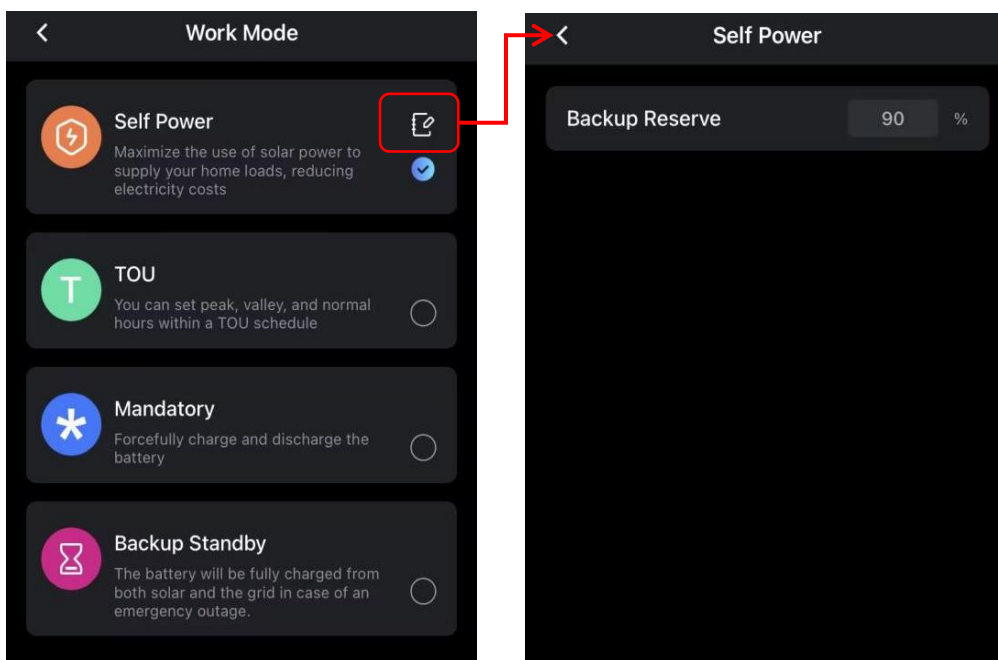 Work Mode
Self Power
Maximize the use of solar power to
supply your home loads, reducing
electricity costs
T
TOU
You can set peak, valley, and normal
hours within a TOU schedule
Mandatory
Forcefully charge and discharge the
battery
Backup Standby
The battery will be fully charged from
both solar and the grid in case of an
emergency outage.
Self Power
Backup Reserve 90 %